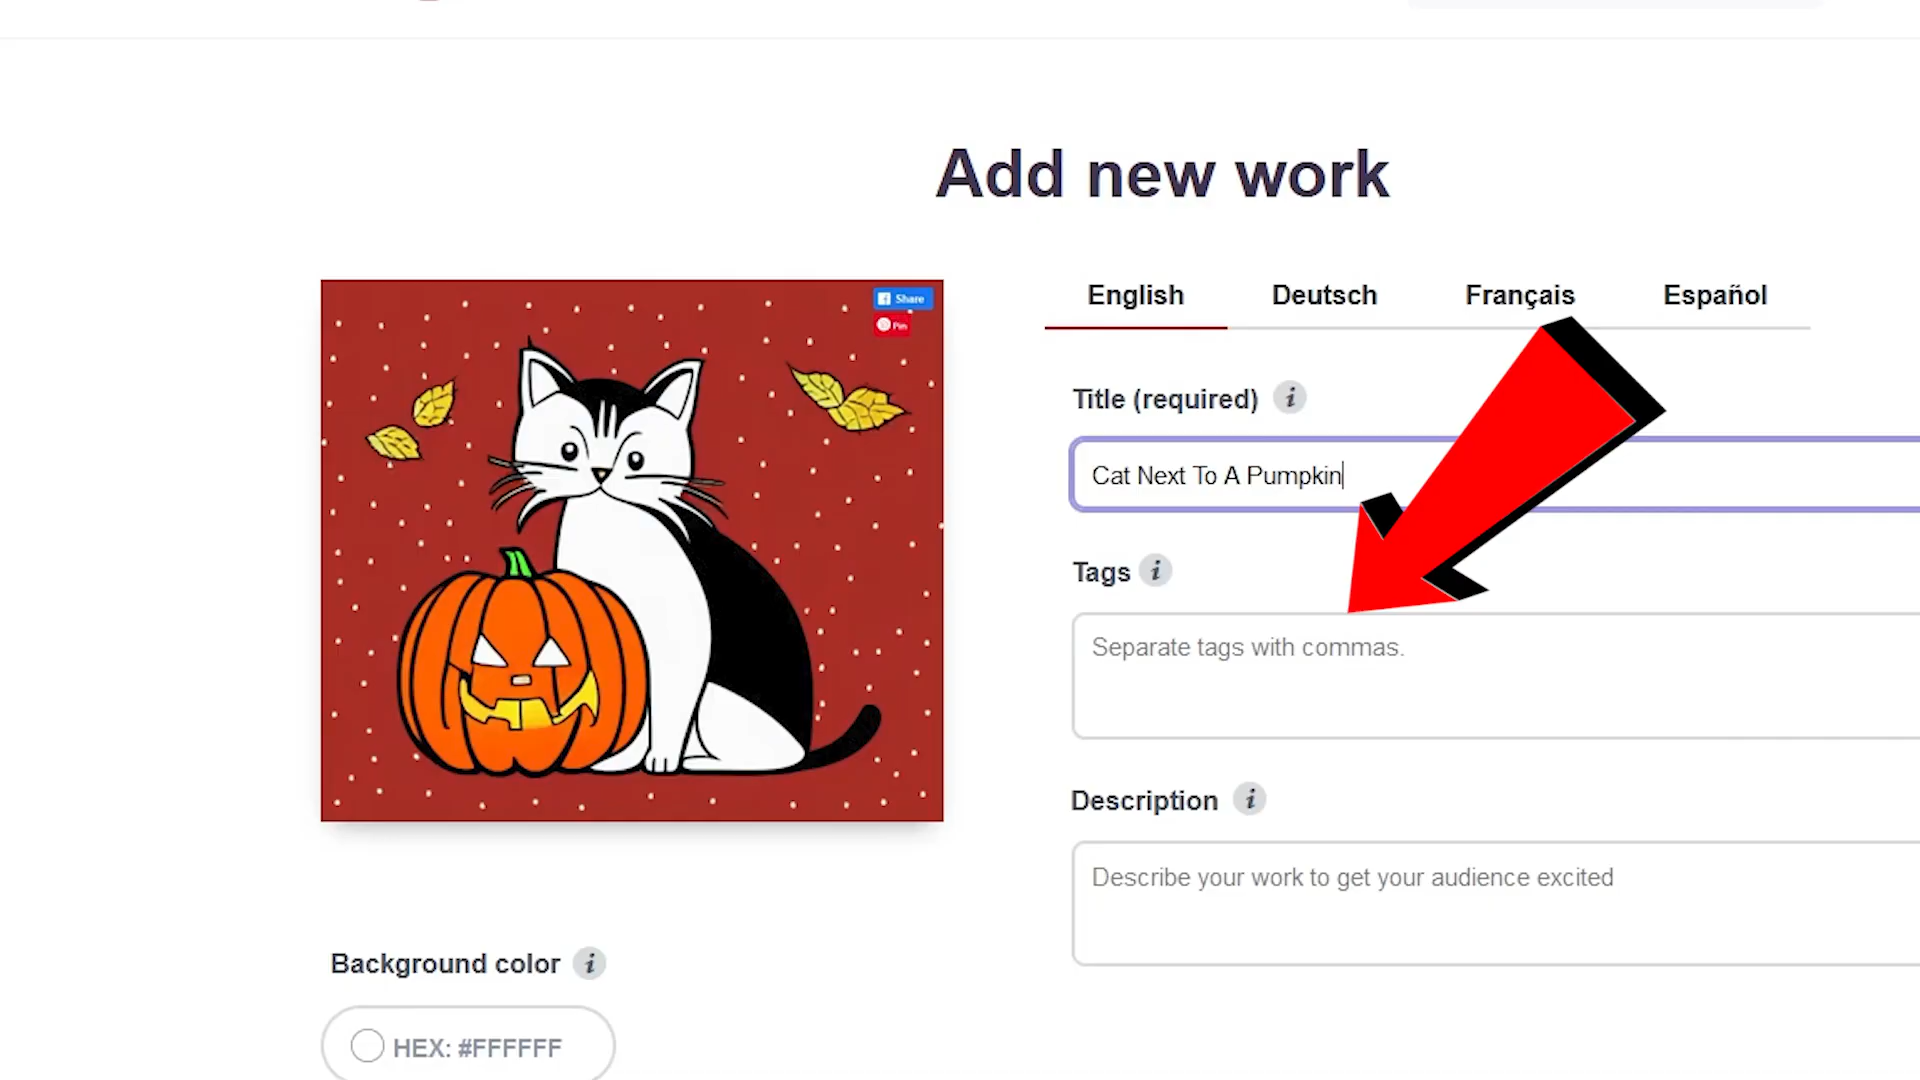 Add new work
Share
Pin
English Deutsch Français Español
Title (required) i
Cat Next To A Pumpkin
Tags i
Separate tags with commas.
Description i
Describe your work to get your audience excited
Background color i
HEX: #FFFFFF